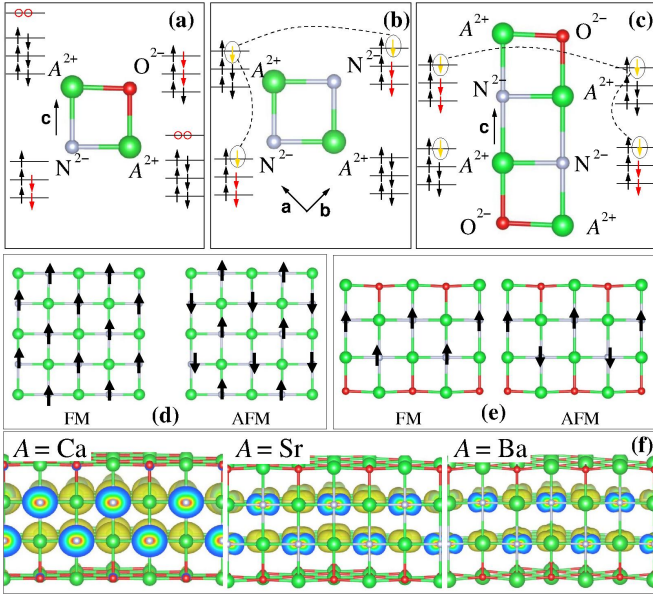 (a)
A²⁺
O²⁻
c
N²⁻
A²⁺
(b)
N²⁻
A²⁺
N²⁻
A²⁺
a
b
(c)
A²⁺
O²⁻
N²⁻
A²⁺
c
A²⁺
N²⁻
O²⁻
A²⁺
FM
(d)
AFM
FM
(e)
AFM
A = Ca
A = Sr
A = Ba
(f)